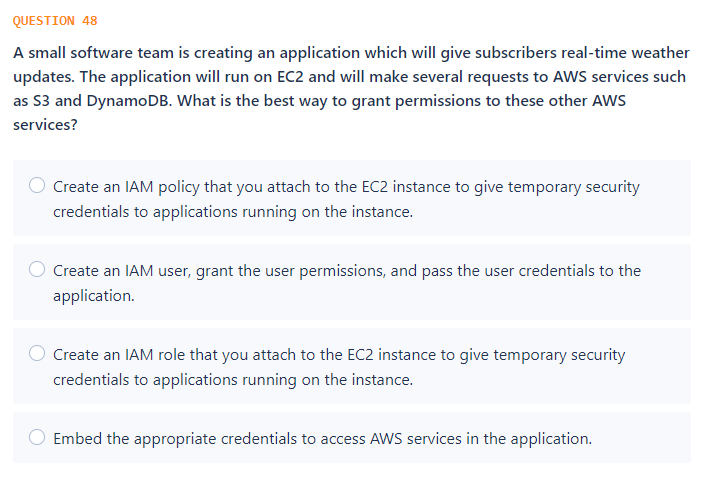 QUESTION 48
A small software team is creating an application which will give subscribers real-time weather
updates. The application will run on EC2 and will make several requests to AWS services such
as S3 and DynamoDB. What is the best way to grant permissions to these other AWS
services?
Create an IAM policy that you attach to the EC2 instance to give temporary security
credentials to applications running on the instance.
Create an IAM user, grant the user permissions, and pass the user credentials to the
application.
Create an IAM role that you attach to the EC2 instance to give temporary security
credentials to applications running on the instance.
Embed the appropriate credentials to access AWS services in the application.